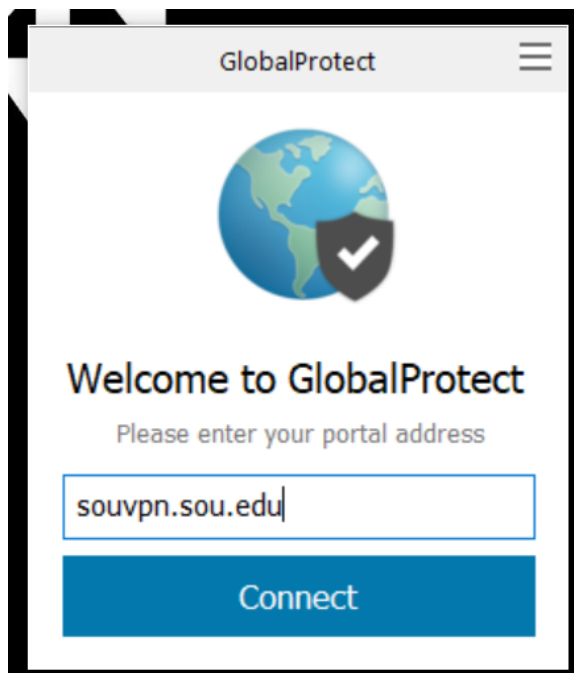 GlobalProtect
Welcome to GlobalProtect
Please enter your portal address
souvpn.sou.edu
Connect